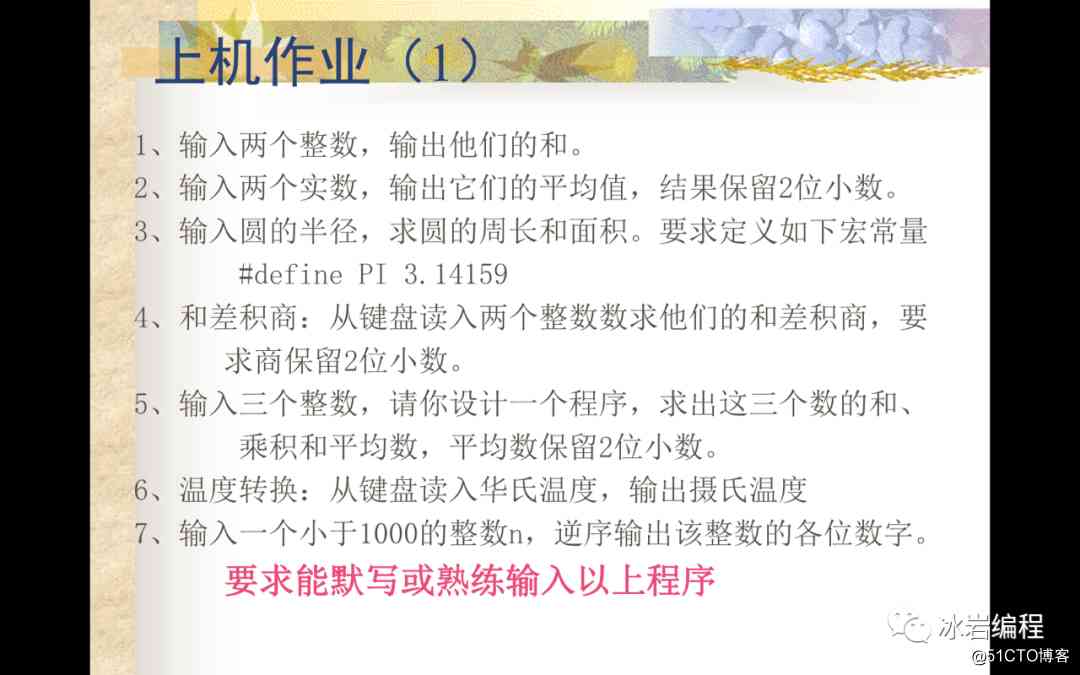 上机作业（1）
1、输入两个整数，输出他们的和。
2、输入两个实数，输出它们的平均值，结果保留2位小数。
3、输入圆的半径，求圆的周长和面积。要求定义如下宏常量
#define PI 3.14159
4、和差积商：从键盘读入两个整数数求他们的和差积商，要
求商保留2位小数。
5、输入三个整数，请你设计一个程序，求出这三个数的和、
乘积和平均数，平均数保留2位小数。
6、温度转换：从键盘读入华氏温度，输出摄氏温度
7、输入一个小于1000的整数n，逆序输出该整数的各位数字。
要求能默写或熟练输入以上程序
冰岩编程
@51CTO博客